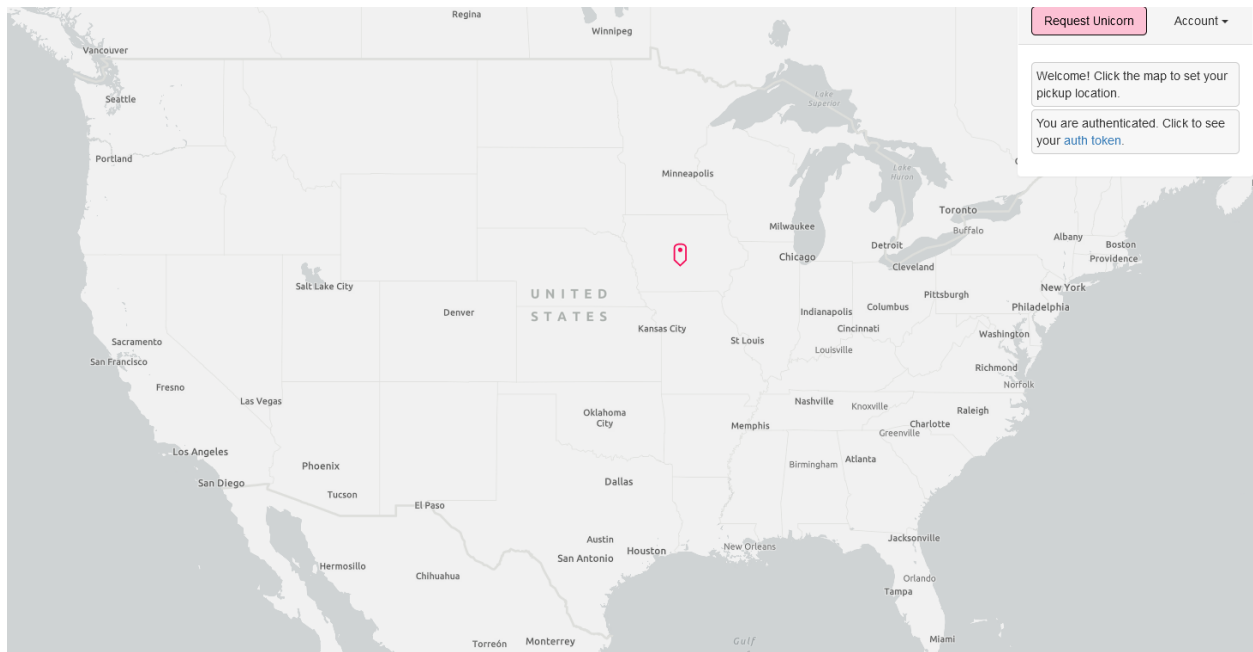 Regina
Winnipeg
Request Unicorn
Account
Vancouver
Welcome! Click the map to set your
pickup location.
Seattle
Lake
Superior
You are authenticated. Click to see
your auth token.
Portland
Minneapolis
Lake
Huron
Toronto
Milwaukee
Buffalo
Albany
Detroit
Boston
Chicago
Providence
Cleveland
Salt Lake City
New York
UNITED
STATES
Pittsburgh
Denver
Indianapolis
Columbus
Philadelphia
Kansas City
Cincinnati
Washington
Sacramento
St Louis
Louisville
San Francisco
Richmond
Fresno
Norfolk
Las Vegas
Nashville
Knoxville
Raleigh
Oklahoma
City
Memphis
Charlotte
Greenville
Los Angeles
Phoenix
Birmingham
Atlanta
San Diego
Dallas
Tucson
El Paso
Austin
Jacksonville
San Antonio
Houston
New Orleans
Hermosillo
Chihuahua
Orlando
Tampa
Torreón
Monterrey
Gulf
Miami